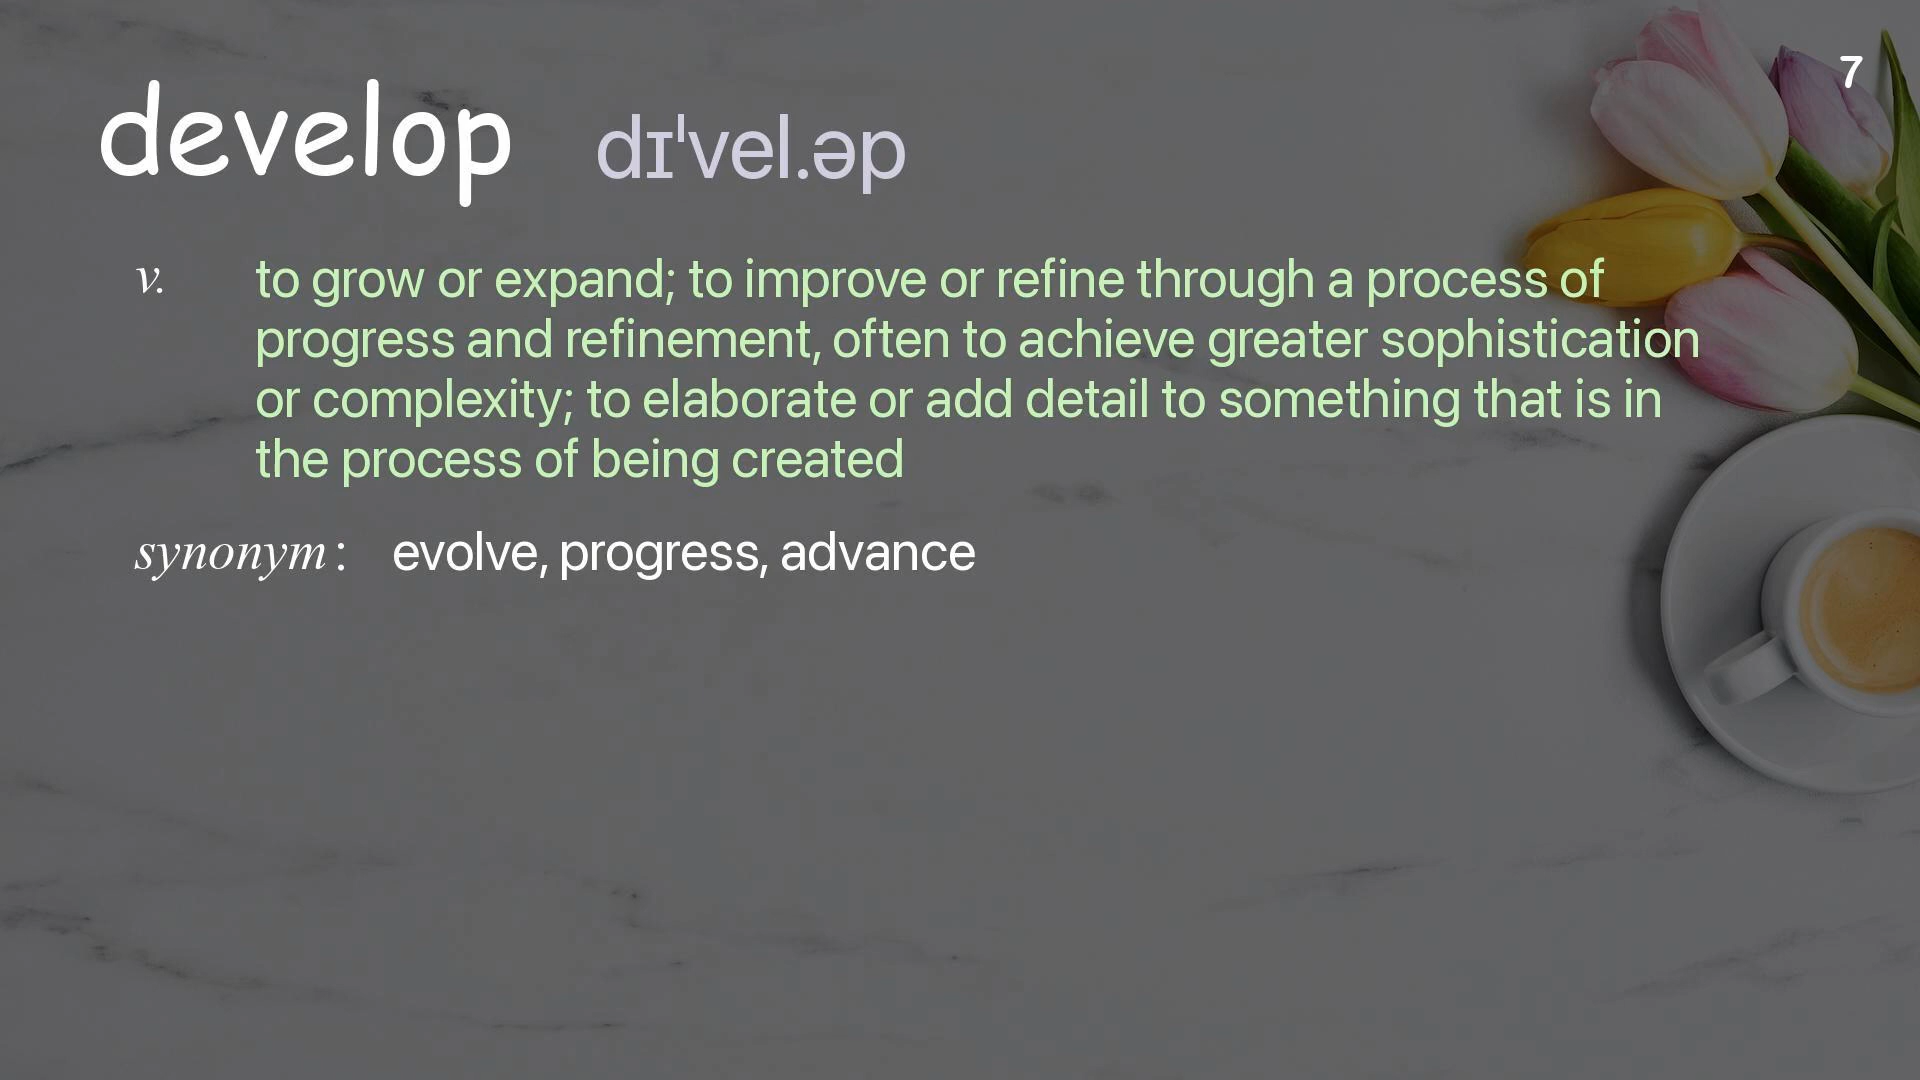 7
develop dɪˈvel.əp
v. to grow or expand; to improve or refine through a process of
progress and refinement, often to achieve greater sophistication
or complexity; to elaborate or add detail to something that is in
the process of being created
synonym : evolve, progress, advance